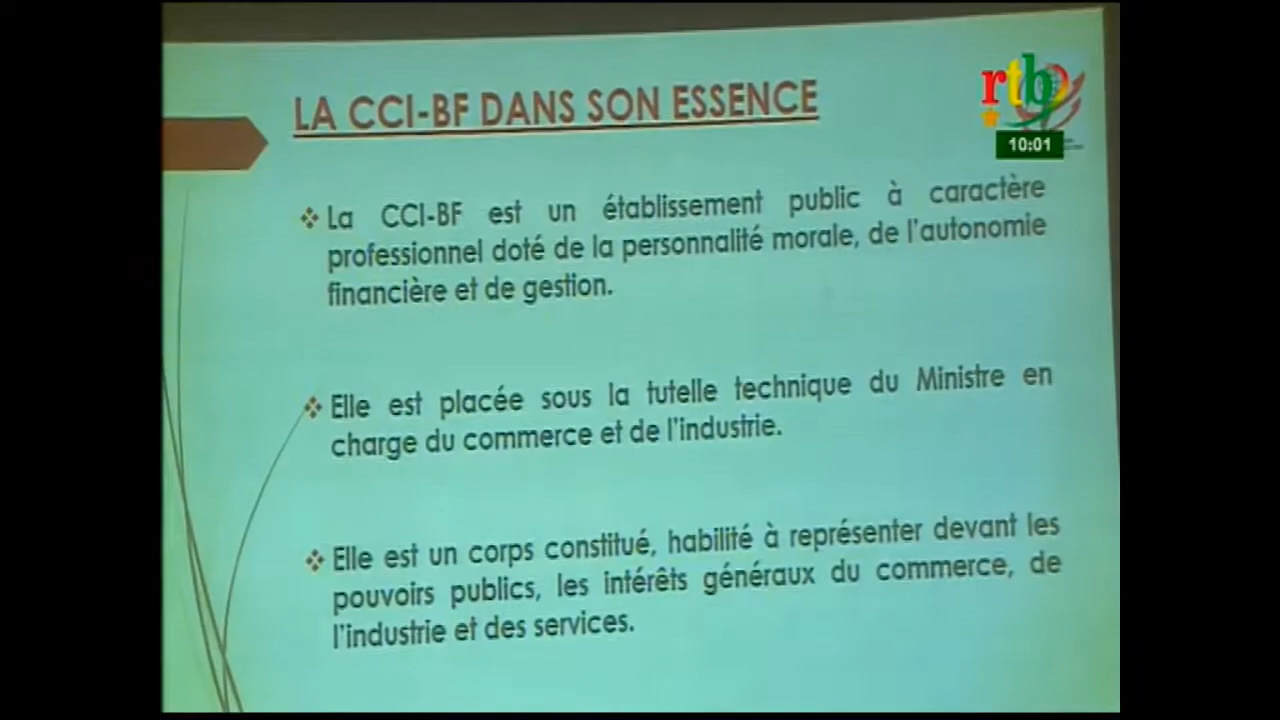 LA CCI-BF DANS SON ESSENCE
rtb
10:01
❖ La CCI-BF est un établissement public à caractère
professionnel doté de la personnalité morale, de l'autonomie
financière et de gestion.
❖ Elle est placée sous la tutelle technique du Ministre en
charge du commerce et de l'industrie.
❖ Elle est un corps constitué, habilité à représenter devant les
pouvoirs publics, les intérêts généraux du commerce, de
l'industrie et des services.